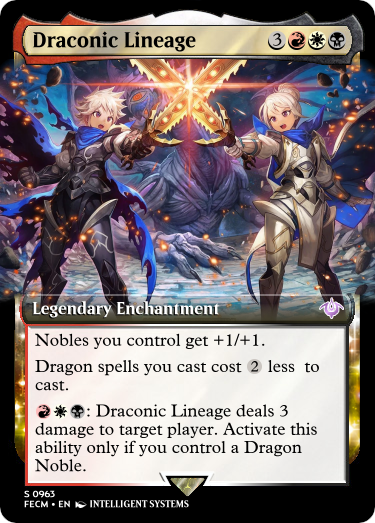 Draconic Lineage 3
Legendary Enchantment
Nobles you control get +1/+1.
Dragon spells you cast cost 2 less to
cast.
: Draconic Lineage deals 3
damage to target player. Activate this
ability only if you control a Dragon
Noble.
S 0963
FECM • EN INTELLIGENT SYSTEMS